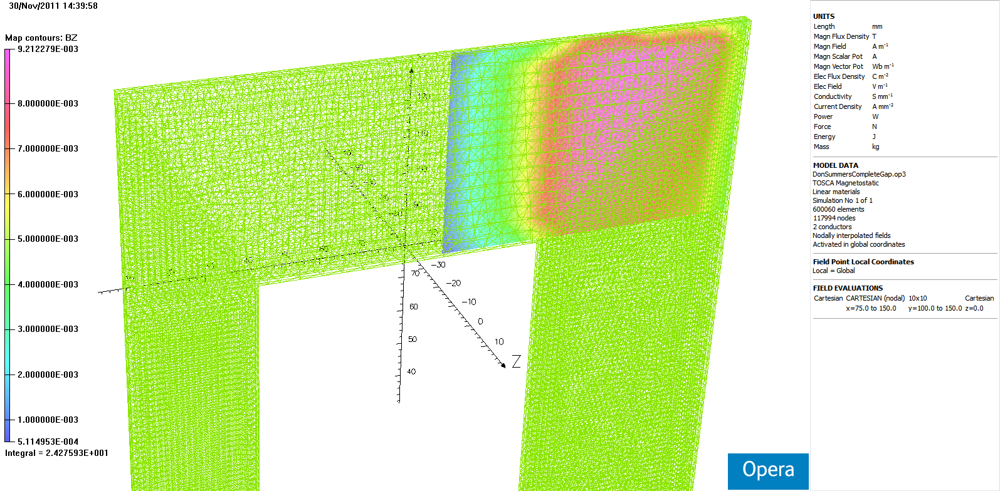 30/Nov/2011 14:39:58
Map contours: BZ
9.212279E-003
8.000000E-003
7.000000E-003
6.000000E-003
5.000000E-003
4.000000E-003
3.000000E-003
2.000000E-003
1.000000E-003
5.114953E-004
Integral = 2.427593E+001
-30
70
-20
-10
60
0
50
10
Z
40
Opera
UNITS
Length mm
Magn Flux Density T
Magn Field A m-1
Magn Scalar Pot A
Magn Vector Pot Wb m-1
Elec Flux Density C m-2
Elec Field V m-1
Conductivity S mm-1
Current Density A mm-2
Power W
Force N
Energy J
Mass kg
MODEL DATA
DonSummersCompleteGap.op3
TOSCA Magnetostatic
Linear materials
Simulation No 1 of 1
600060 elements
117994 nodes
2 conductors
Nodally interpolated fields
Activated in global coordinates
Field Point Local Coordinates
Local = Global
FIELD EVALUATIONS
Cartesian CARTESIAN (nodal) 10x10 Cartesian
x=75.0 to 150.0 y=100.0 to 150.0 z=0.0